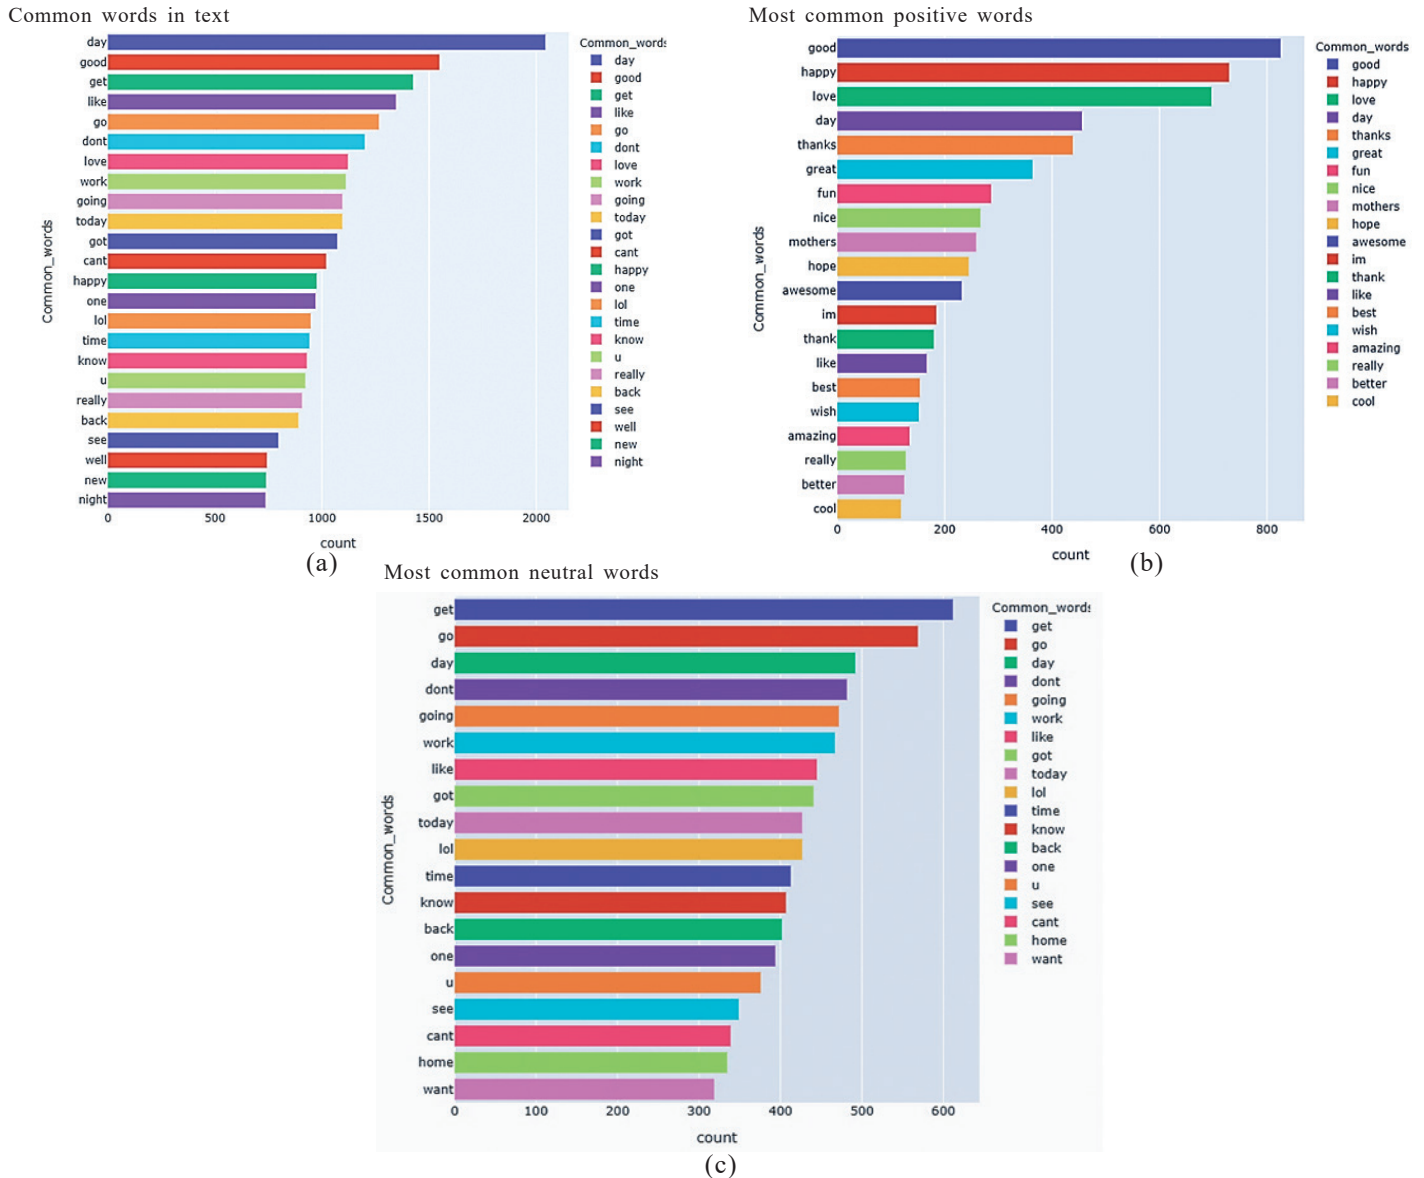 Common words in text
day
good
get
like
go
dont
love
work
going
today
got
cant
happy
one
lol
time
know
u
really
back
see
well
new
night
Common_words
0 500 1000 1500 2000
count
Common_words
day
good
get
like
go
dont
love
work
going
today
got
cant
happy
one
lol
time
know
u
really
back
see
well
new
night
(a)
Most common positive words
good
happy
love
day
thanks
great
fun
nice
mothers
hope
awesome
im
thank
like
best
wish
amazing
really
better
cool
Common_words
0 200 400 600 800
count
Common_words
good
happy
love
day
thanks
great
fun
nice
mothers
hope
awesome
im
thank
like
best
wish
amazing
really
better
cool
(b)
Most common neutral words
get
go
day
dont
going
work
like
got
today
lol
time
know
back
one
u
see
cant
home
want
Common_words
0 100 200 300 400 500 600
count
Common_words
get
go
day
dont
going
work
like
got
today
lol
time
know
back
one
u
see
cant
home
want
(c)